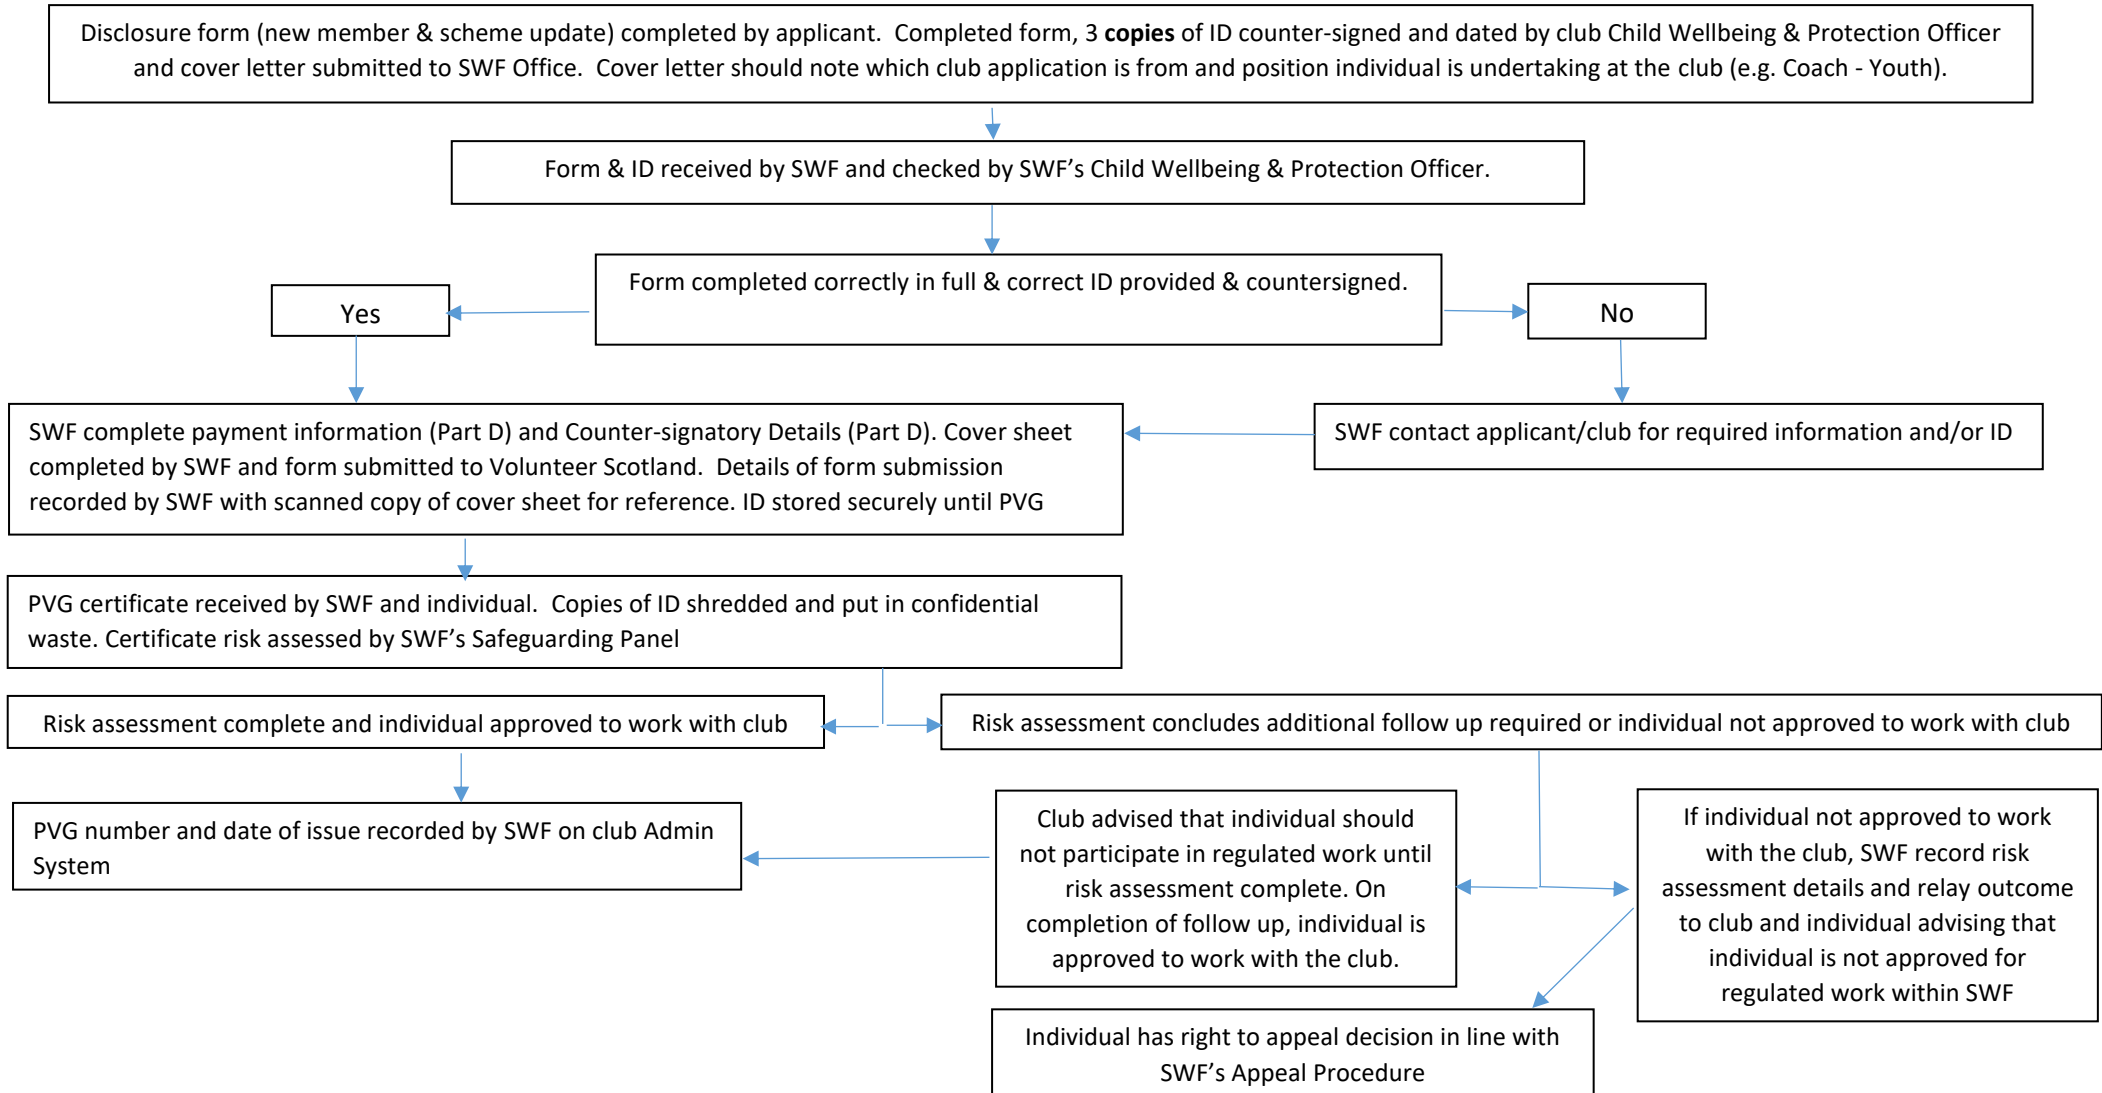 Disclosure form (new member & scheme update) completed by applicant.  Completed form, 3 copies of ID counter-signed and dated by club Child Wellbeing & Protection Officer
and cover letter submitted to SWF Office.  Cover letter should note which club application is from and position individual is undertaking at the club (e.g. Coach - Youth).
Form & ID received by SWF and checked by SWF’s Child Wellbeing & Protection Officer.
Form completed correctly in full & correct ID provided & countersigned.
Yes
No
SWF complete payment information (Part D) and Counter-signatory Details (Part D). Cover sheet
completed by SWF and form submitted to Volunteer Scotland.  Details of form submission
recorded by SWF with scanned copy of cover sheet for reference. ID stored securely until PVG
SWF contact applicant/club for required information and/or ID
PVG certificate received by SWF and individual.  Copies of ID shredded and put in confidential
waste. Certificate risk assessed by SWF’s Safeguarding Panel
Risk assessment complete and individual approved to work with club
Risk assessment concludes additional follow up required or individual not approved to work with club
PVG number and date of issue recorded by SWF on club Admin
System
Club advised that individual should
not participate in regulated work until
risk assessment complete. On
completion of follow up, individual is
approved to work with the club.
If individual not approved to work
with the club, SWF record risk
assessment details and relay outcome
to club and individual advising that
individual is not approved for
regulated work within SWF
Individual has right to appeal decision in line with
SWF’s Appeal Procedure